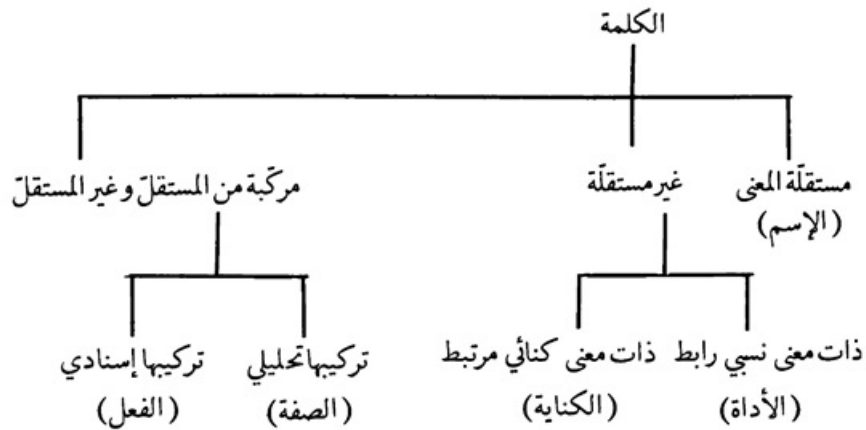 الكلمة
مستقلّة المعنى
(الإسم)
غير مستقلّة
مركّبة من المستقلّ و غير المستقلّ
ذات معنى نسبي رابط
(الأداة)
ذات معنى كنائي مرتبط
(الكناية)
تركيبها تحليلي
(الصفة)
تركيبها إسنادي
(الفعل)